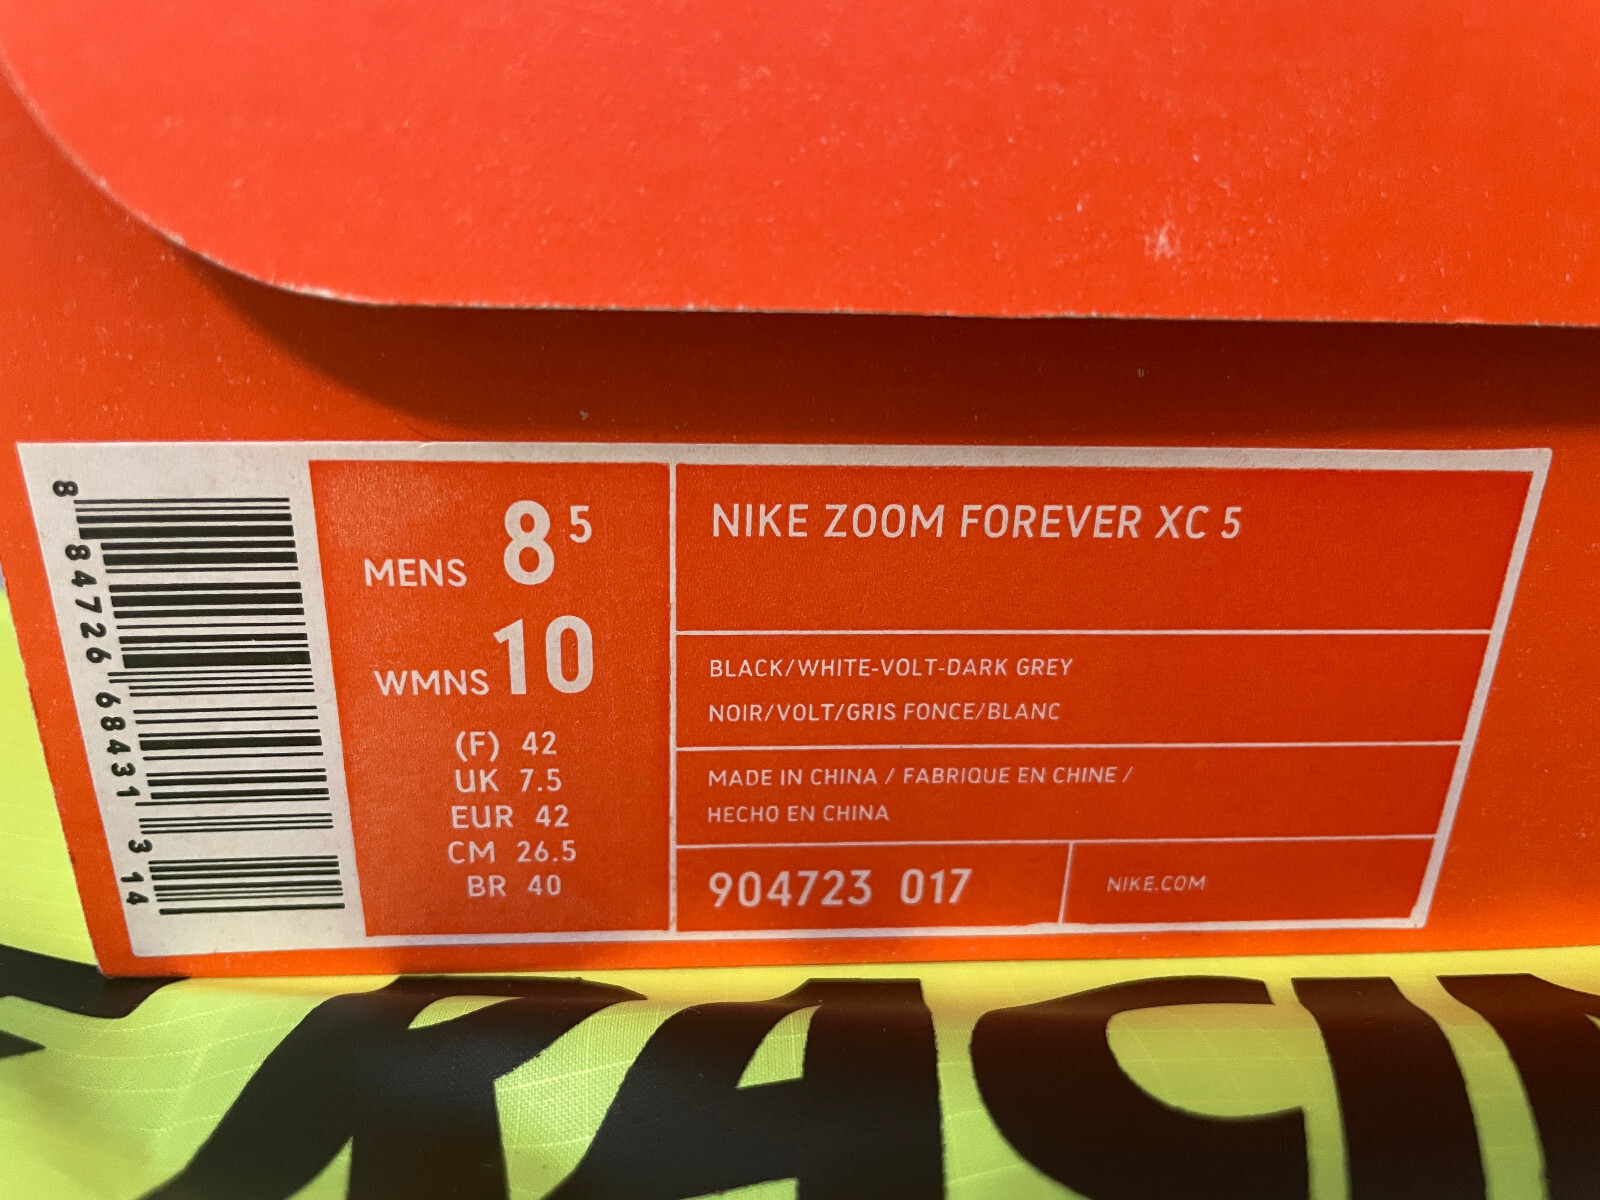 8 84726 68431 3 14
MENS 8 5
WMNS 10
(F) 42
UK 7.5
EUR 42
CM 26.5
BR 40
NIKE ZOOM FOREVER XC 5
BLACK/WHITE-VOLT-DARK GREY
NOIR/VOLT/GRIS FONCE/BLANC
MADE IN CHINA / FABRIQUE EN CHINE /
HECHO EN CHINA
904723 017
NIKE.COM
RACIN